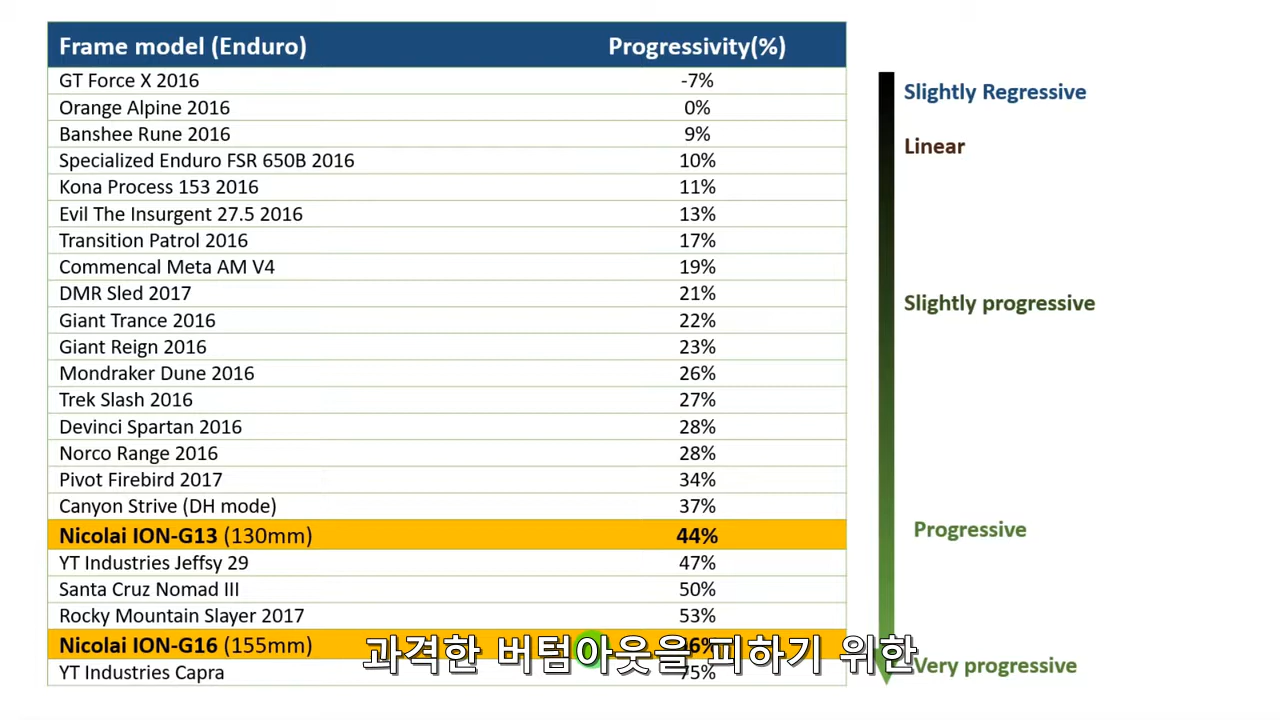 Frame model (Enduro) Progressivity(%)
GT Force X 2016 -7%
Orange Alpine 2016 0%
Banshee Rune 2016 9%
Specialized Enduro FSR 650B 2016 10%
Kona Process 153 2016 11%
Evil The Insurgent 27.5 2016 13%
Transition Patrol 2016 17%
Commencal Meta AM V4 19%
DMR Sled 2017 21%
Giant Trance 2016 22%
Giant Reign 2016 23%
Mondraker Dune 2016 26%
Trek Slash 2016 27%
Devinci Spartan 2016 28%
Norco Range 2016 28%
Pivot Firebird 2017 34%
Canyon Strive (DH mode) 37%
Nicolai ION-G13 (130mm) 44%
YT Industries Jeffsy 29 47%
Santa Cruz Nomad III 50%
Rocky Mountain Slayer 2017 53%
Nicolai ION-G16 (155mm)
YT Industries Capra 75%
Slightly Regressive
Linear
Slightly progressive
Progressive
Very progressive
과격한 버텀아웃을 피하기 위한